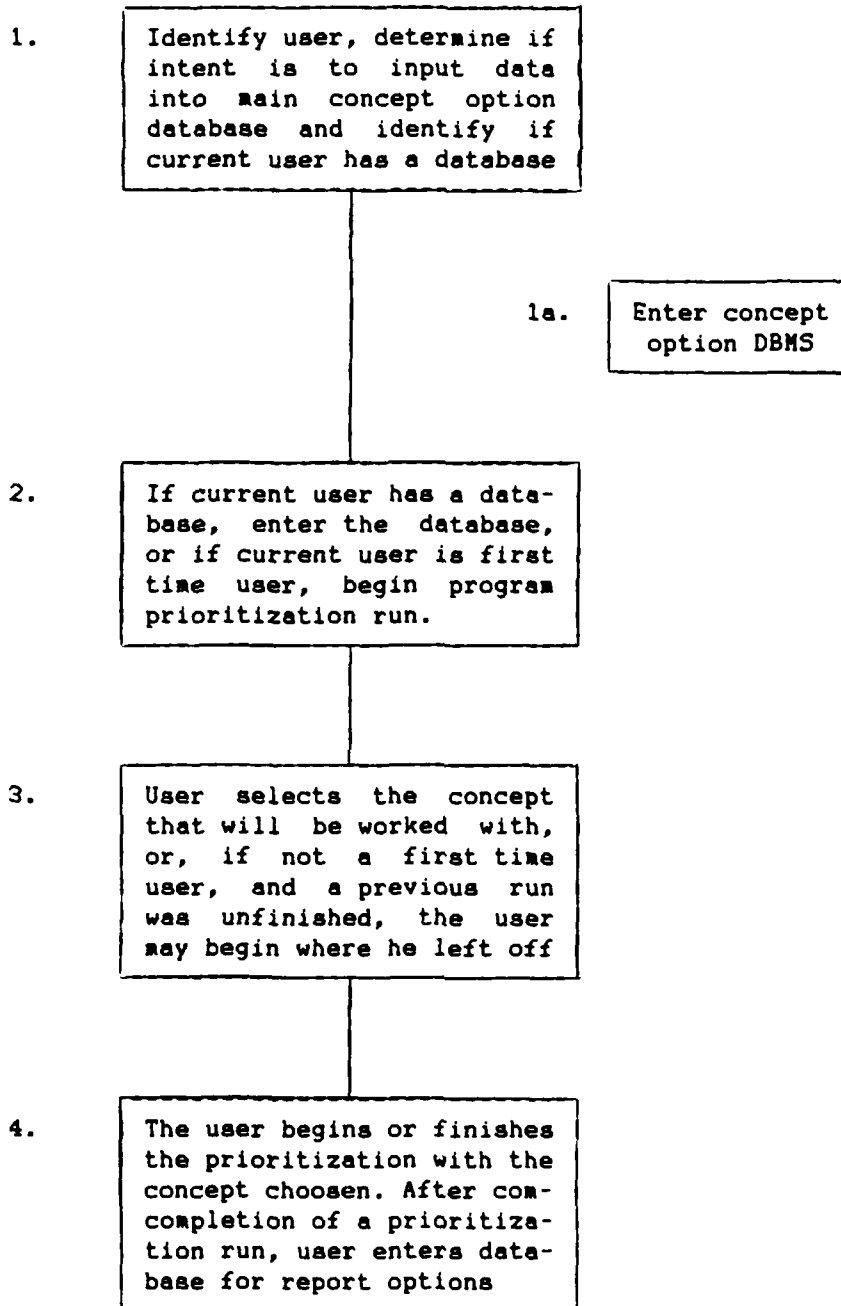 1. Identify user, determine if
intent is to input data
into main concept option
database and identify if
current user has a database
1a. Enter concept
option DBMS
2. If current user has a data-
base, enter the database,
or if current user is first
time user, begin program
prioritization run.
3. User selects the concept
that will be worked with,
or, if not a first time
user, and a previous run
was unfinished, the user
may begin where he left off
4. The user begins or finishes
the prioritization with the
concept choosen. After com-
completion of a prioritiza-
tion run, user enters data-
base for report options